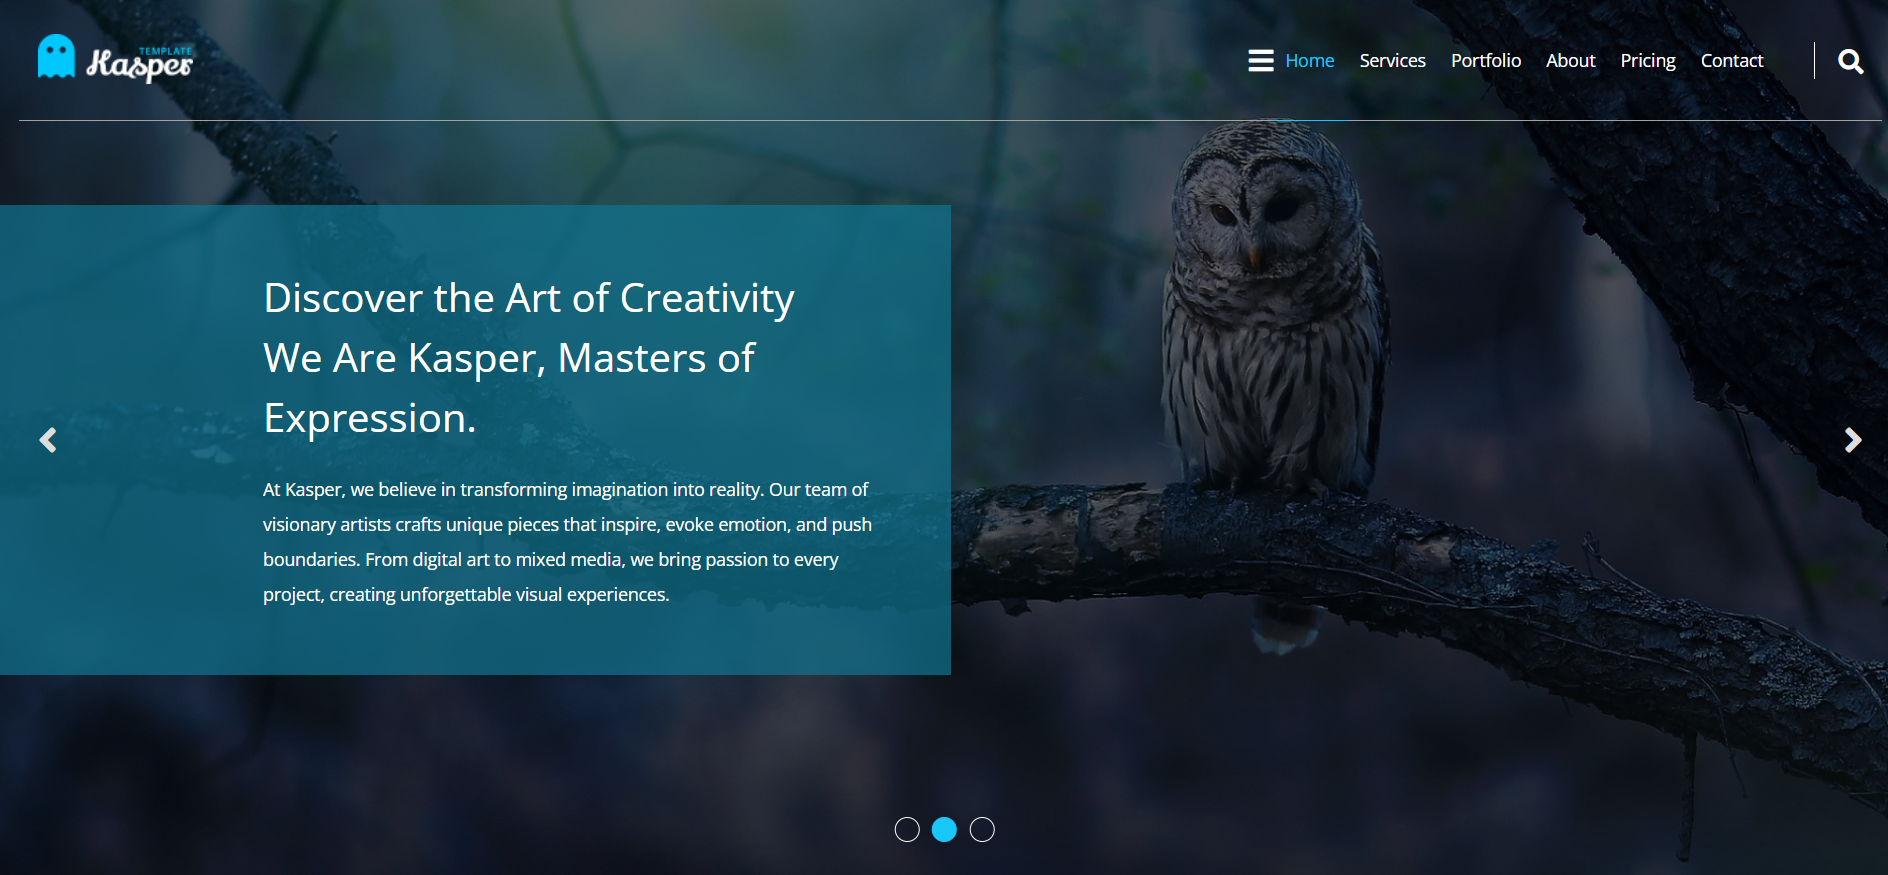 TEMPLATE
Kasper
Home Services Portfolio About Pricing Contact
Discover the Art of Creativity
We Are Kasper, Masters of
Expression.
At Kasper, we believe in transforming imagination into reality. Our team of
visionary artists crafts unique pieces that inspire, evoke emotion, and push
boundaries. From digital art to mixed media, we bring passion to every
project, creating unforgettable visual experiences.